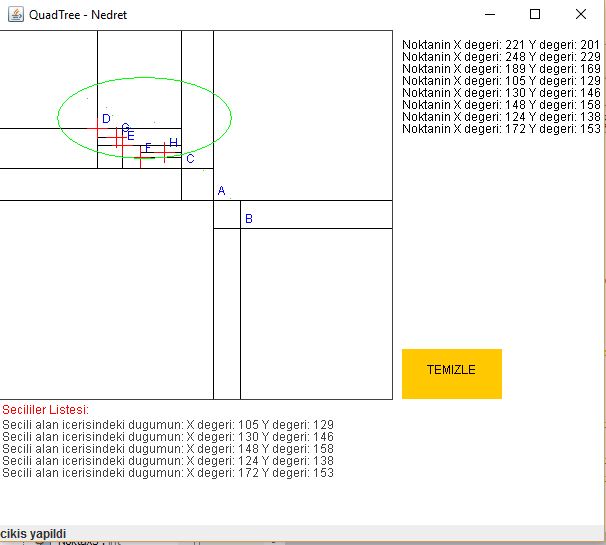 QuadTree - Nedret
Noktanin X degeri: 221 Y degeri: 201
Noktanin X degeri: 248 Y degeri: 229
Noktanin X degeri: 189 Y degeri: 169
Noktanin X degeri: 105 Y degeri: 129
Noktanin X degeri: 130 Y degeri: 146
Noktanin X degeri: 148 Y degeri: 158
Noktanin X degeri: 124 Y degeri: 138
Noktanin X degeri: 172 Y degeri: 153
D
G
E
F
H
C
A
B
TEMIZLE
Secililer Listesi:
Secili alan icerisindeki dugumun: X degeri: 105 Y degeri: 129
Secili alan icerisindeki dugumun: X degeri: 130 Y degeri: 146
Secili alan icerisindeki dugumun: X degeri: 148 Y degeri: 158
Secili alan icerisindeki dugumun: X degeri: 124 Y degeri: 138
Secili alan icerisindeki dugumun: X degeri: 172 Y degeri: 153
cikis yapildi